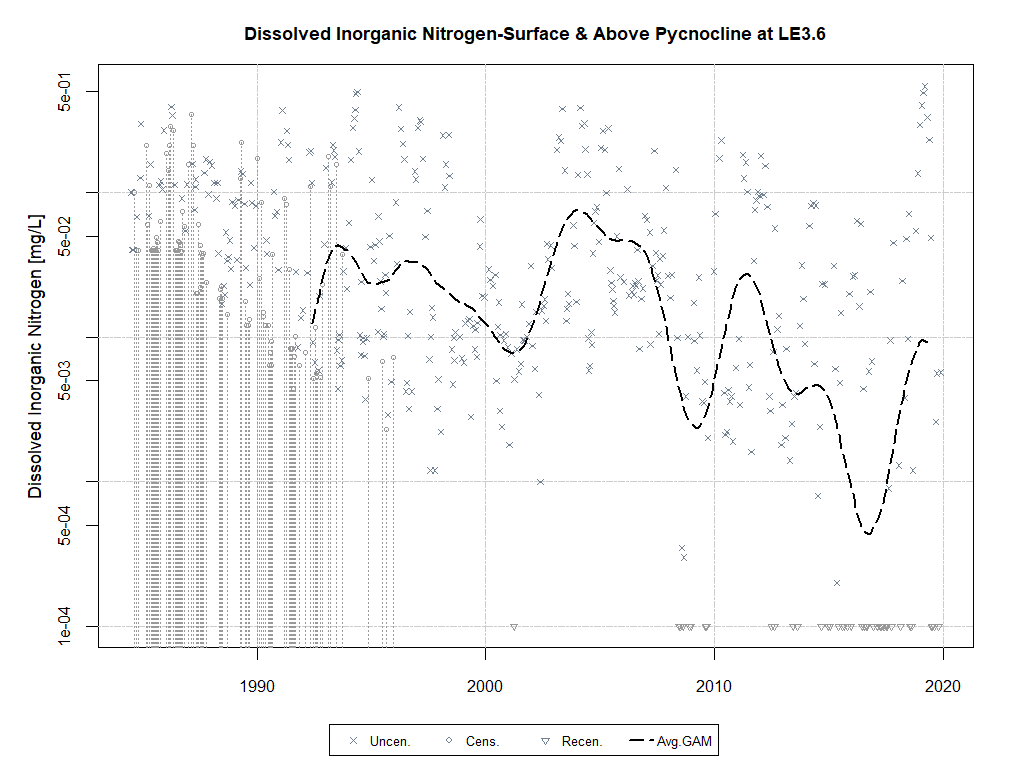 Dissolved Inorganic Nitrogen-Surface & Above Pycnocline at LE3.6
Dissolved Inorganic Nitrogen [mg/L]
5e-01
5e-02
5e-03
5e-04
1e-04
1990
2000
2010
2020
Uncen.
Cens.
Recen.
Avg.GAM